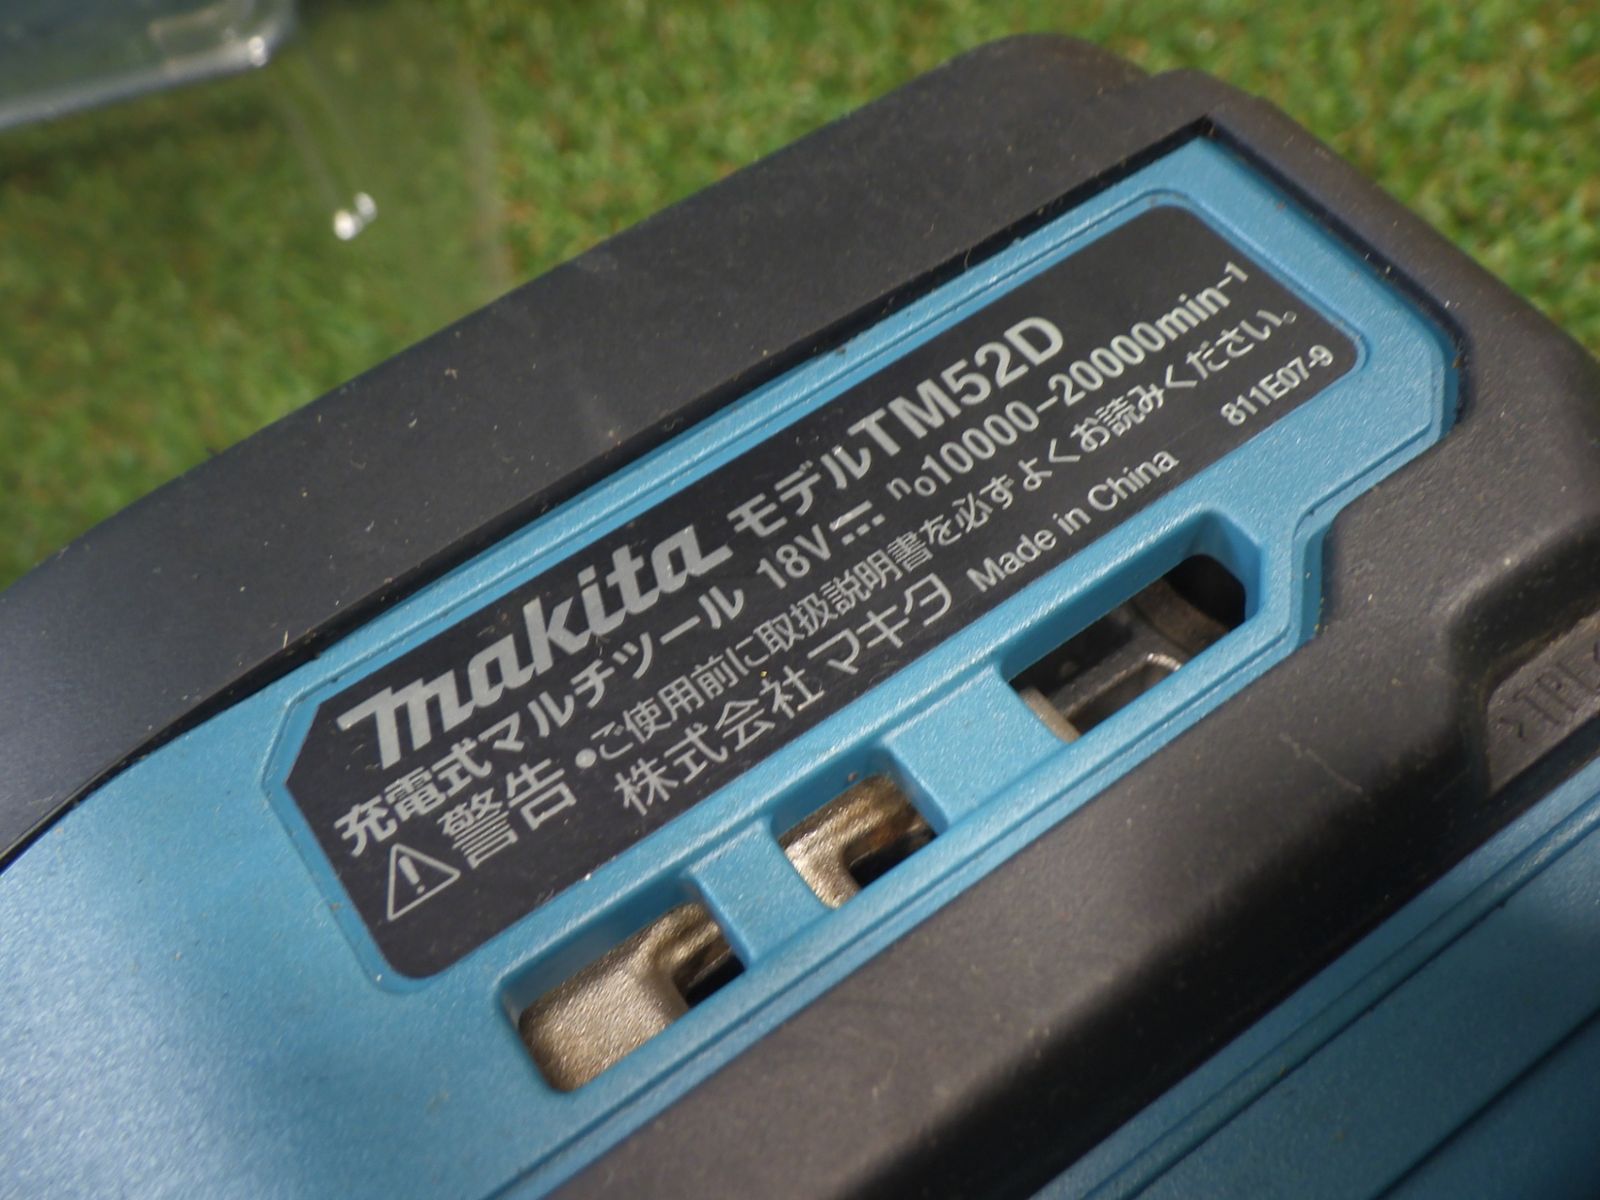 makita モデルTM52D
充電式マルチツール 18V⎓ n₀10000−20000min⁻¹
⚠警告 •ご使用前に取扱説明書を必ずよくお読みください。
株式会社マキタ Made in China 811E07-9